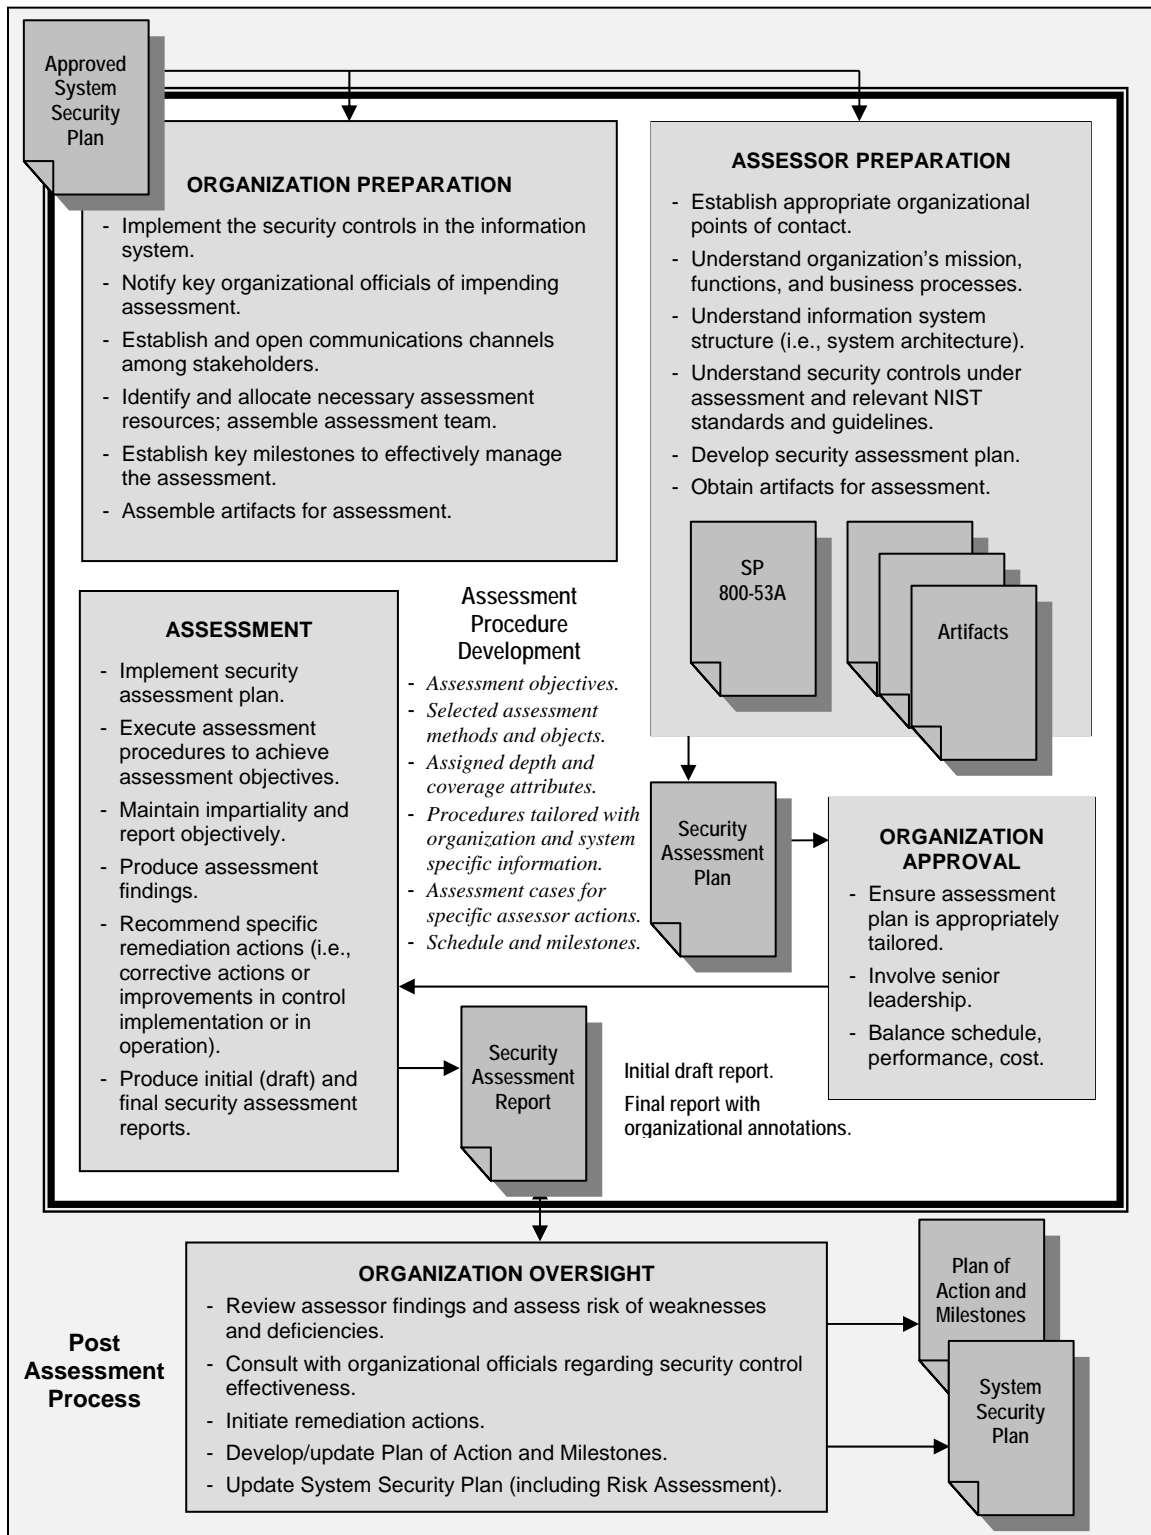 Approved
System
Security
Plan
ORGANIZATION PREPARATION
- Implement the security controls in the information
system.
- Notify key organizational officials of impending
assessment.
- Establish and open communications channels
among stakeholders.
- Identify and allocate necessary assessment
resources; assemble assessment team.
- Establish key milestones to effectively manage
the assessment.
- Assemble artifacts for assessment.
ASSESSOR PREPARATION
- Establish appropriate organizational
points of contact.
- Understand organization’s mission,
functions, and business processes.
- Understand information system
structure (i.e., system architecture).
- Understand security controls under
assessment and relevant NIST
standards and guidelines.
- Develop security assessment plan.
- Obtain artifacts for assessment.
SP
800-53A
Artifacts
ASSESSMENT
- Implement security
assessment plan.
- Execute assessment
procedures to achieve
assessment objectives.
- Maintain impartiality and
report objectively.
- Produce assessment
findings.
- Recommend specific
remediation actions (i.e.,
corrective actions or
improvements in control
implementation or in
operation).
- Produce initial (draft) and
final security assessment
reports.
Assessment
Procedure
Development
- Assessment objectives.
- Selected assessment
methods and objects.
- Assigned depth and
coverage attributes.
- Procedures tailored with
organization and system
specific information.
- Assessment cases for
specific assessor actions.
- Schedule and milestones.
Security
Assessment
Plan
ORGANIZATION
APPROVAL
- Ensure assessment
plan is appropriately
tailored.
- Involve senior
leadership.
- Balance schedule,
performance, cost.
Security
Assessment
Report
Initial draft report.
Final report with
organizational annotations.
Post
Assessment
Process
ORGANIZATION OVERSIGHT
- Review assessor findings and assess risk of weaknesses
and deficiencies.
- Consult with organizational officials regarding security control
effectiveness.
- Initiate remediation actions.
- Develop/update Plan of Action and Milestones.
- Update System Security Plan (including Risk Assessment).
Plan of
Action and
Milestones
System
Security
Plan